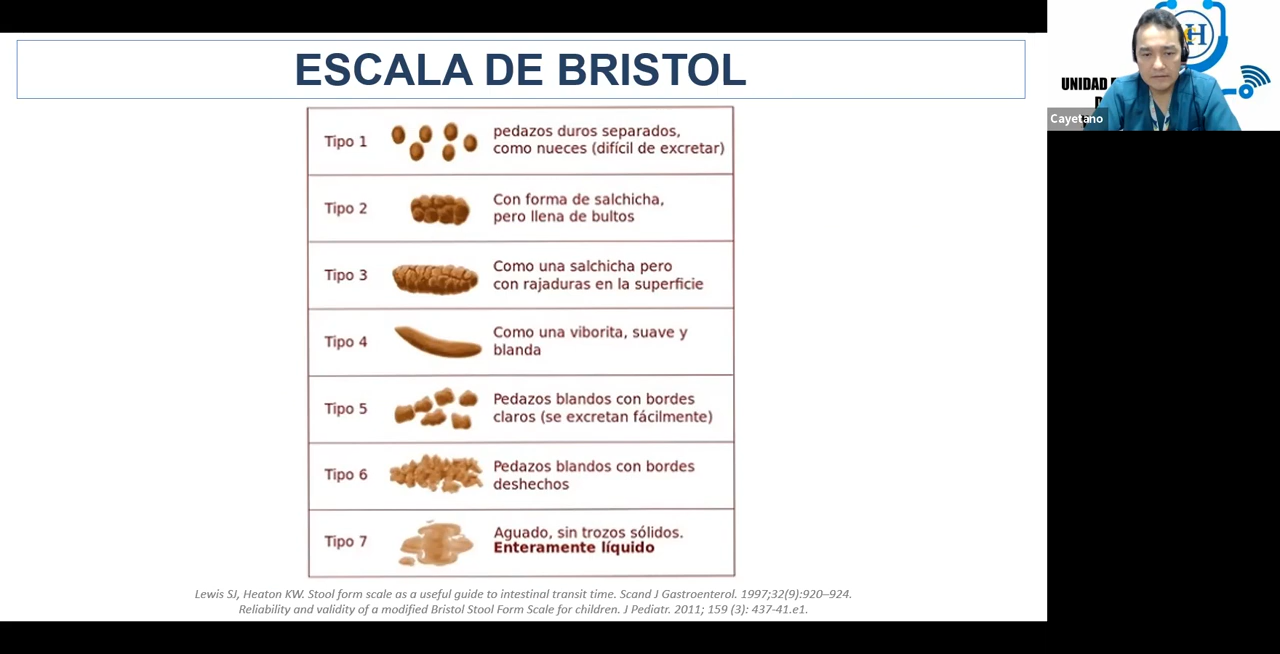 ESCALA DE BRISTOL
Tipo 1
pedazos duros separados,
como nueces (difícil de excretar)
Tipo 2
Con forma de salchicha,
pero llena de bultos
Tipo 3
Como una salchicha pero
con rajaduras en la superficie
Tipo 4
Como una viborita, suave y
blanda
Tipo 5
Pedazos blandos con bordes
claros (se excretan fácilmente)
Tipo 6
Pedazos blandos con bordes
deshechos
Tipo 7
Aguado, sin trozos sólidos.
Enteramente líquido
Lewis SJ, Heaton KW. Stool form scale as a useful guide to intestinal transit time. Scand J Gastroenterol. 1997;32(9):920–924.
Reliability and validity of a modified Bristol Stool Form Scale for children. J Pediatr. 2011; 159 (3): 437-41.e1.
H
UNIDAD
Cayetano